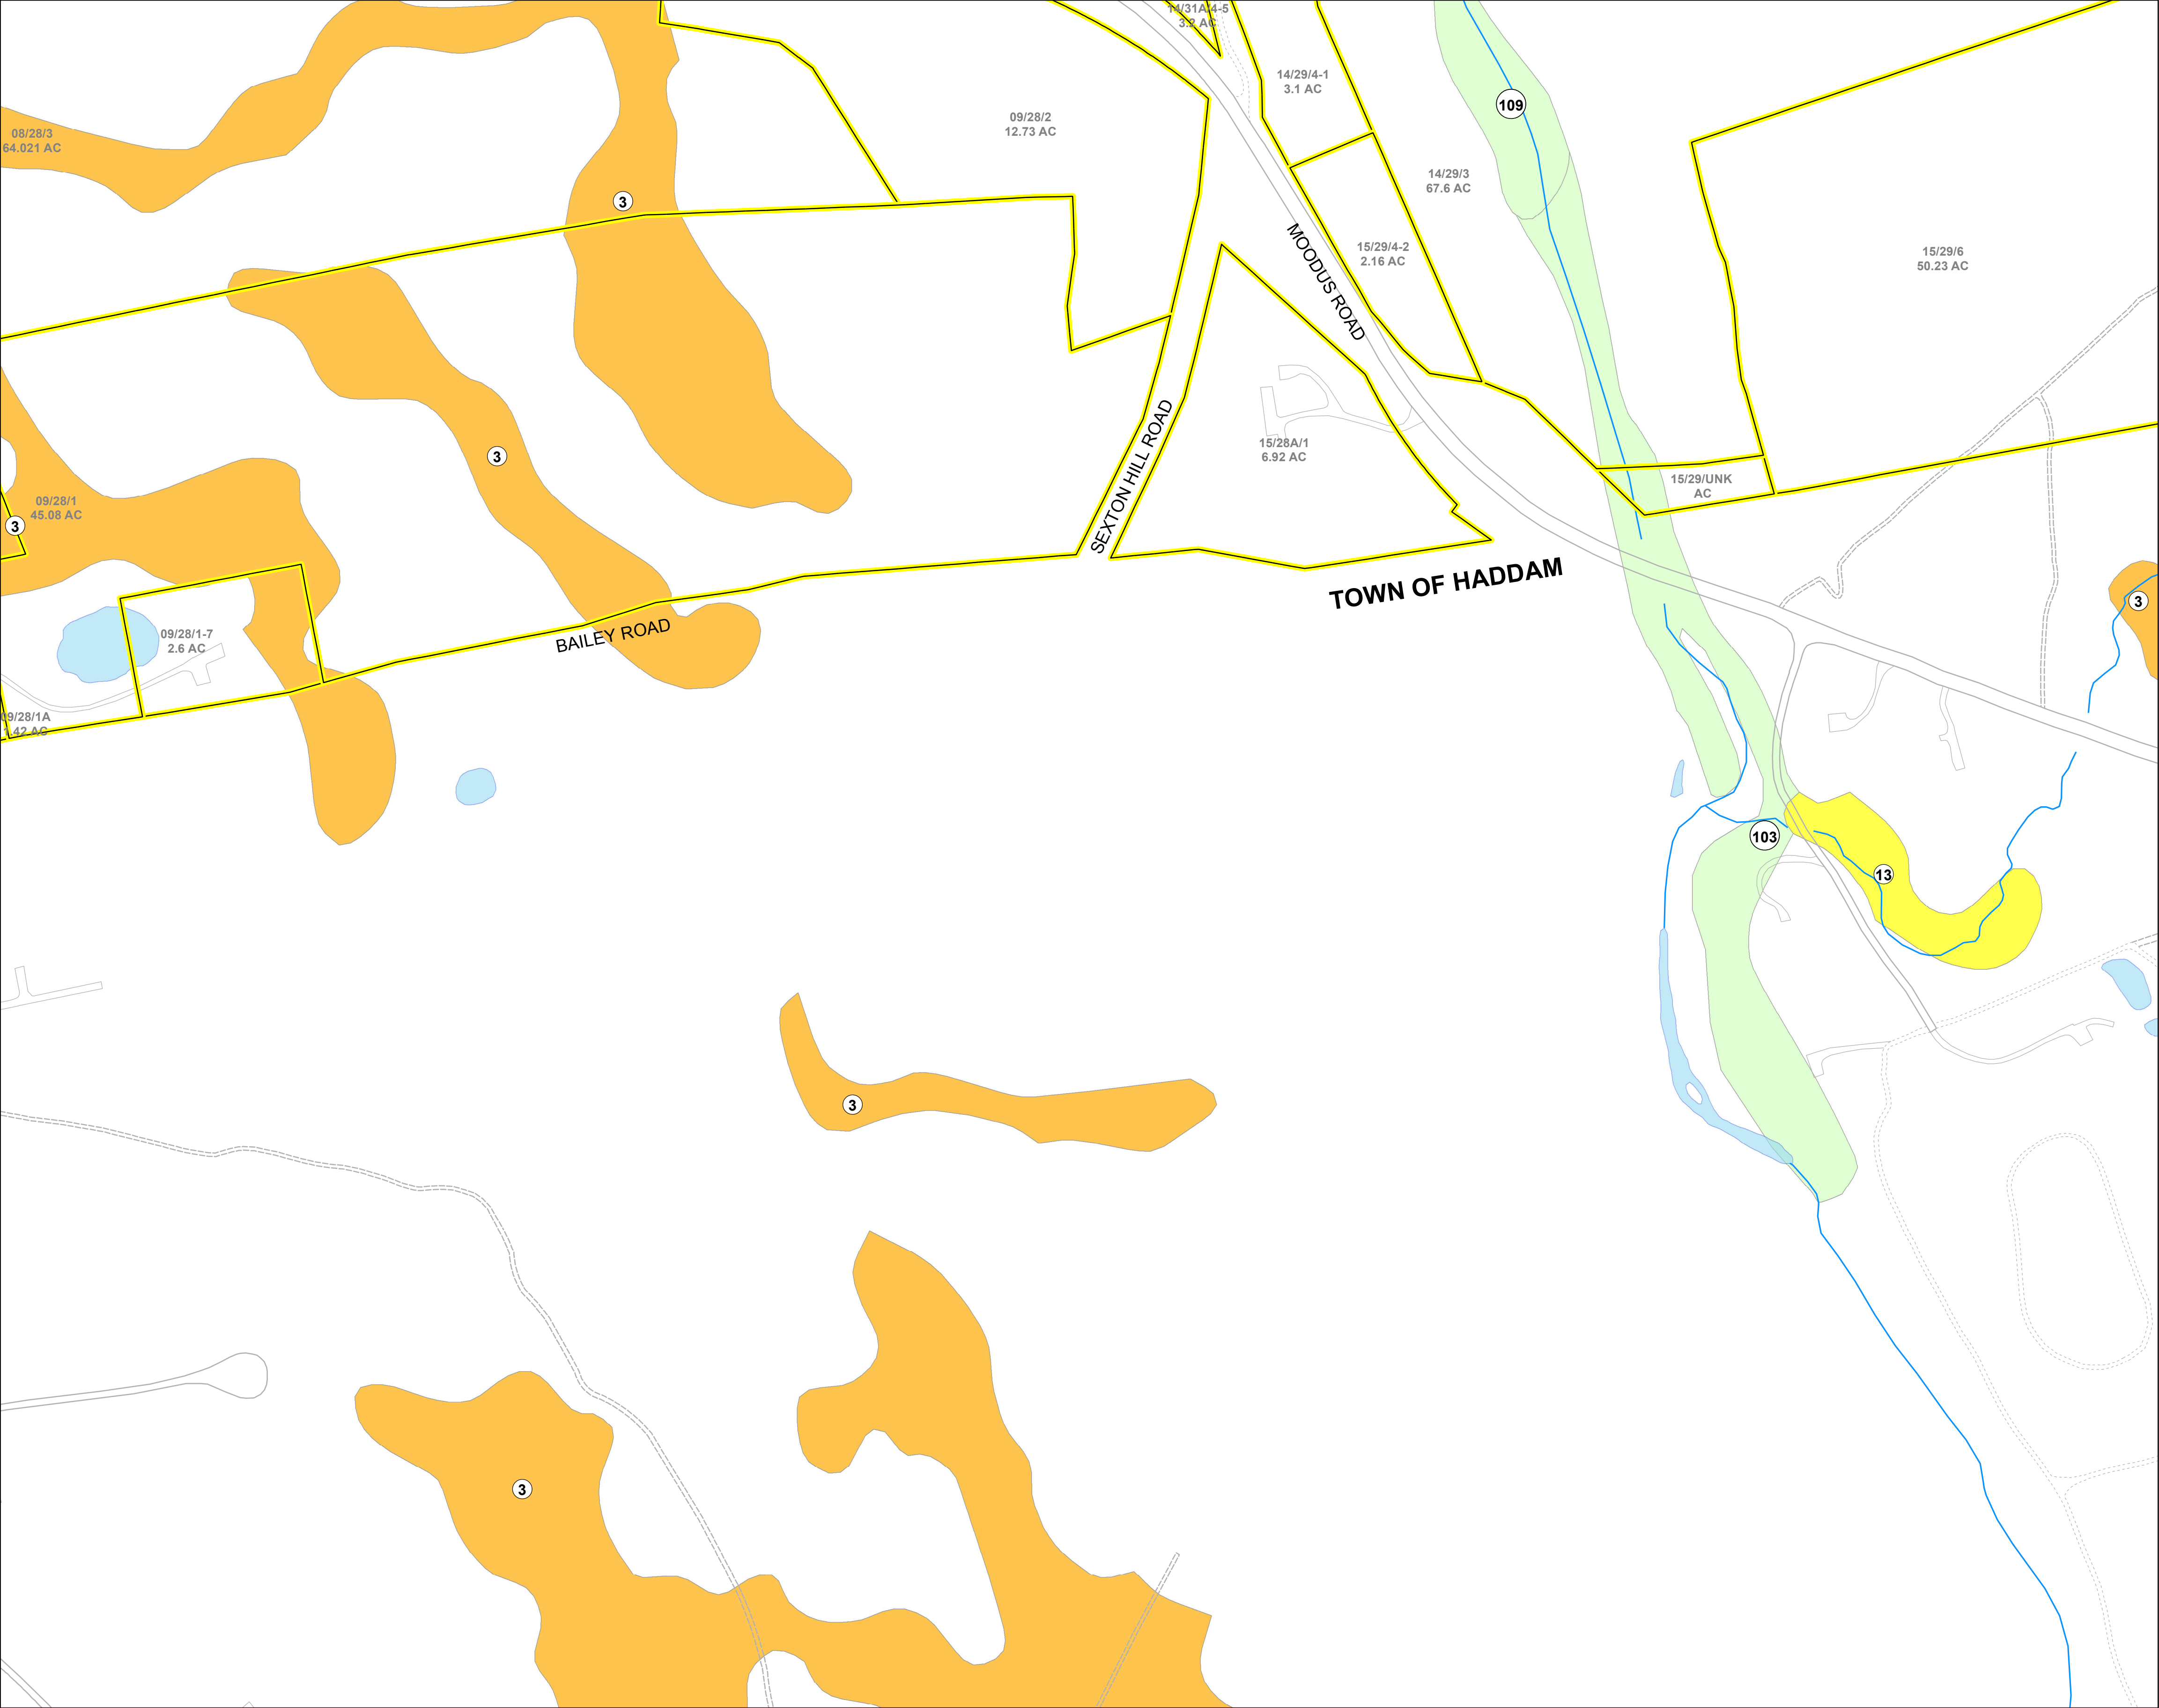 14/31A/4-5
3.2 AC
14/29/4-1
3.1 AC
109
09/28/2
12.73 AC
08/28/3
64.021 AC
14/29/3
67.6 AC
3
MOODUS ROAD
15/29/4-2
2.16 AC
15/29/6
50.23 AC
3
SEXTON HILL ROAD
15/28A/1
6.92 AC
15/29/UNK
AC
09/28/1
45.08 AC
3
TOWN OF HADDAM
3
BAILEY ROAD
09/28/1-7
2.6 AC
09/28/1A
AC
103
13
3
3